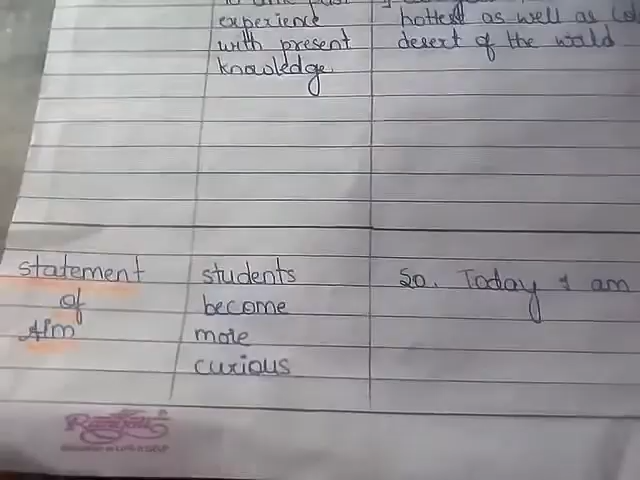 experience
with present
knowledge.
hottest as well as
desert of the world
statement
of
Aim
students
become
more
curious
So. Today I am